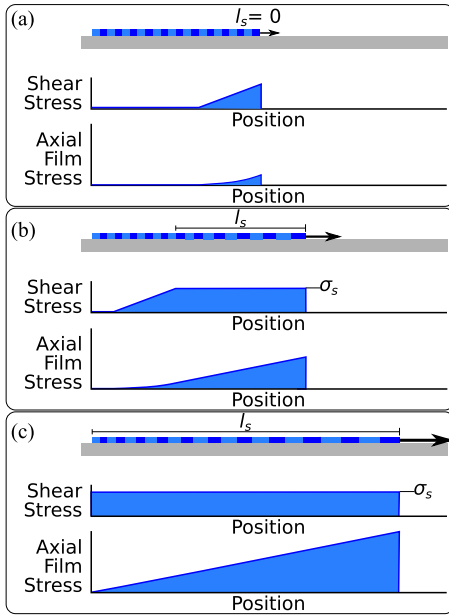 (a)
l_s = 0
Shear
Stress
Position
Axial
Film
Stress
Position
(b)
l_s
Shear
Stress
σ_s
Position
Axial
Film
Stress
Position
(c)
l_s
Shear
Stress
σ_s
Position
Axial
Film
Stress
Position